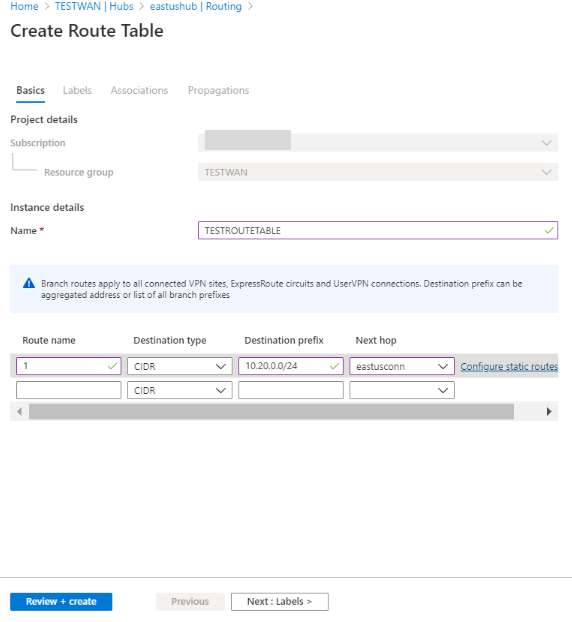 Home > TESTWAN | Hubs > eastushub | Routing >
Create Route Table
Basics Labels Associations Propagations
Project details
Subscription
Resource group TESTWAN
Instance details
Name * TESTROUTETABLE
Branch routes apply to all connected VPN sites, ExpressRoute circuits and UserVPN connections. Destination prefix can be
aggregated address or list of all branch prefixes
Route name Destination type Destination prefix Next hop
1 CIDR 10.20.0.0/24 eastusconn Configure static routes
CIDR
Review + create Previous Next : Labels >